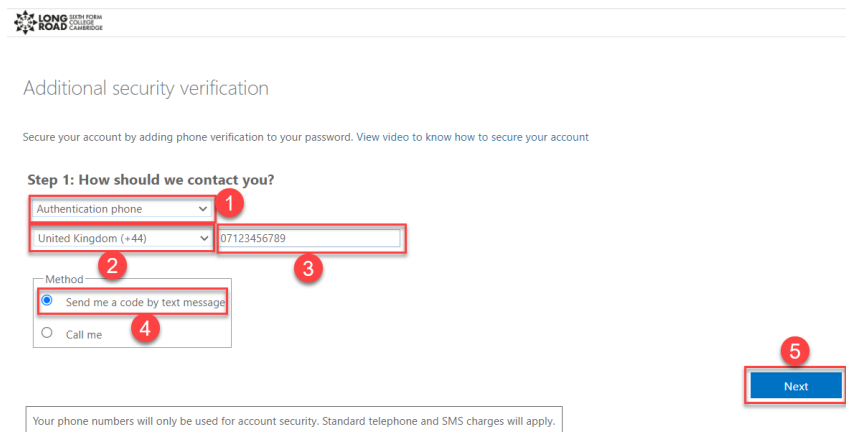 LONG SIXTH FORM
COLLEGE
ROAD CAMBRIDGE
Additional security verification
Secure your account by adding phone verification to your password. View video to know how to secure your account
Step 1: How should we contact you?
Authentication phone
1
United Kingdom (+44)
07123456789
2
3
Method
Send me a code by text message
4
Call me
5
Next
Your phone numbers will only be used for account security. Standard telephone and SMS charges will apply.